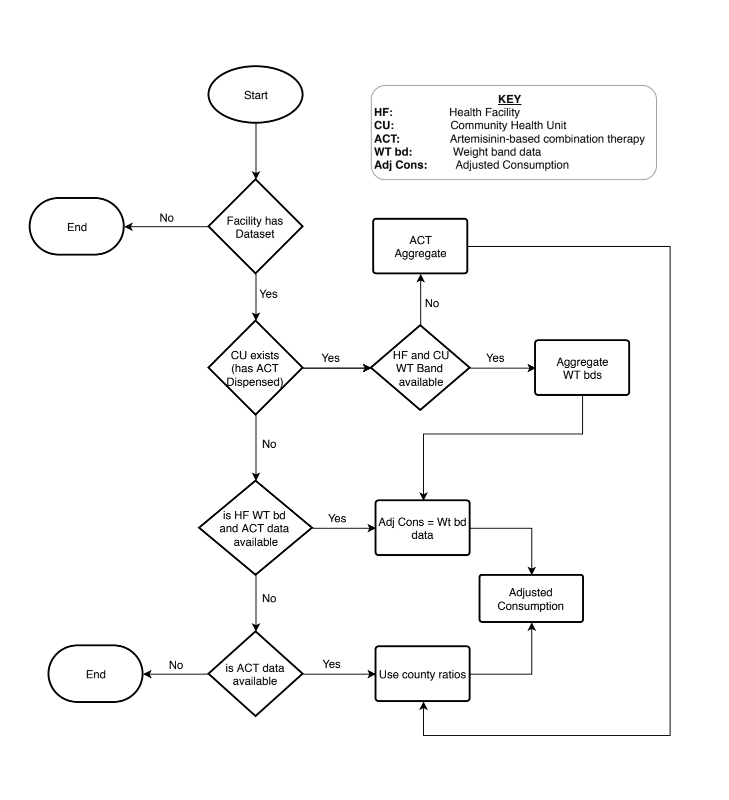 Start
KEY
HF: Health Facility
CU: Community Health Unit
ACT: Artemisinin-based combination therapy
WT bd: Weight band data
Adj Cons: Adjusted Consumption
End
No
Facility has
Dataset
ACT
Aggregate
Yes
No
CU exists
(has ACT
Dispensed)
Yes
HF and CU
WT Band
available
Yes
Aggregate
WT bds
No
is HF WT bd
and ACT data
available
Yes
Adj Cons = Wt bd
data
No
Adjusted
Consumption
End
No
is ACT data
available
Yes
Use county ratios